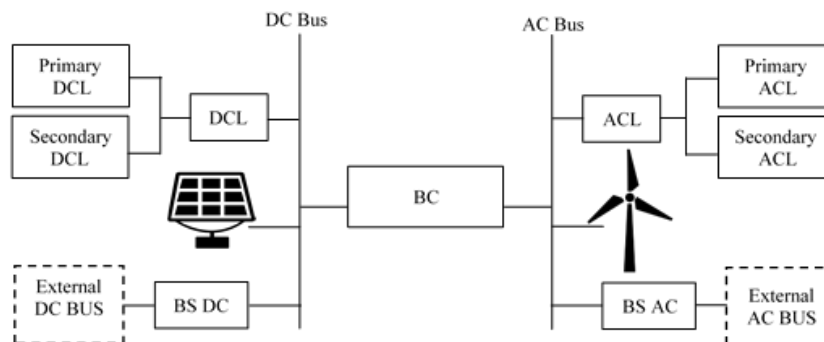 DC Bus
AC Bus
Primary
DCL
Secondary
DCL
DCL
BC
ACL
Primary
ACL
Secondary
ACL
External
DC BUS
BS DC
BS AC
External
AC BUS